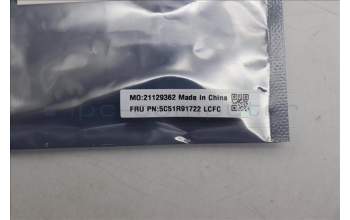 MO:21129362 Made in China
FRU PN:5C51R91722 LCFC